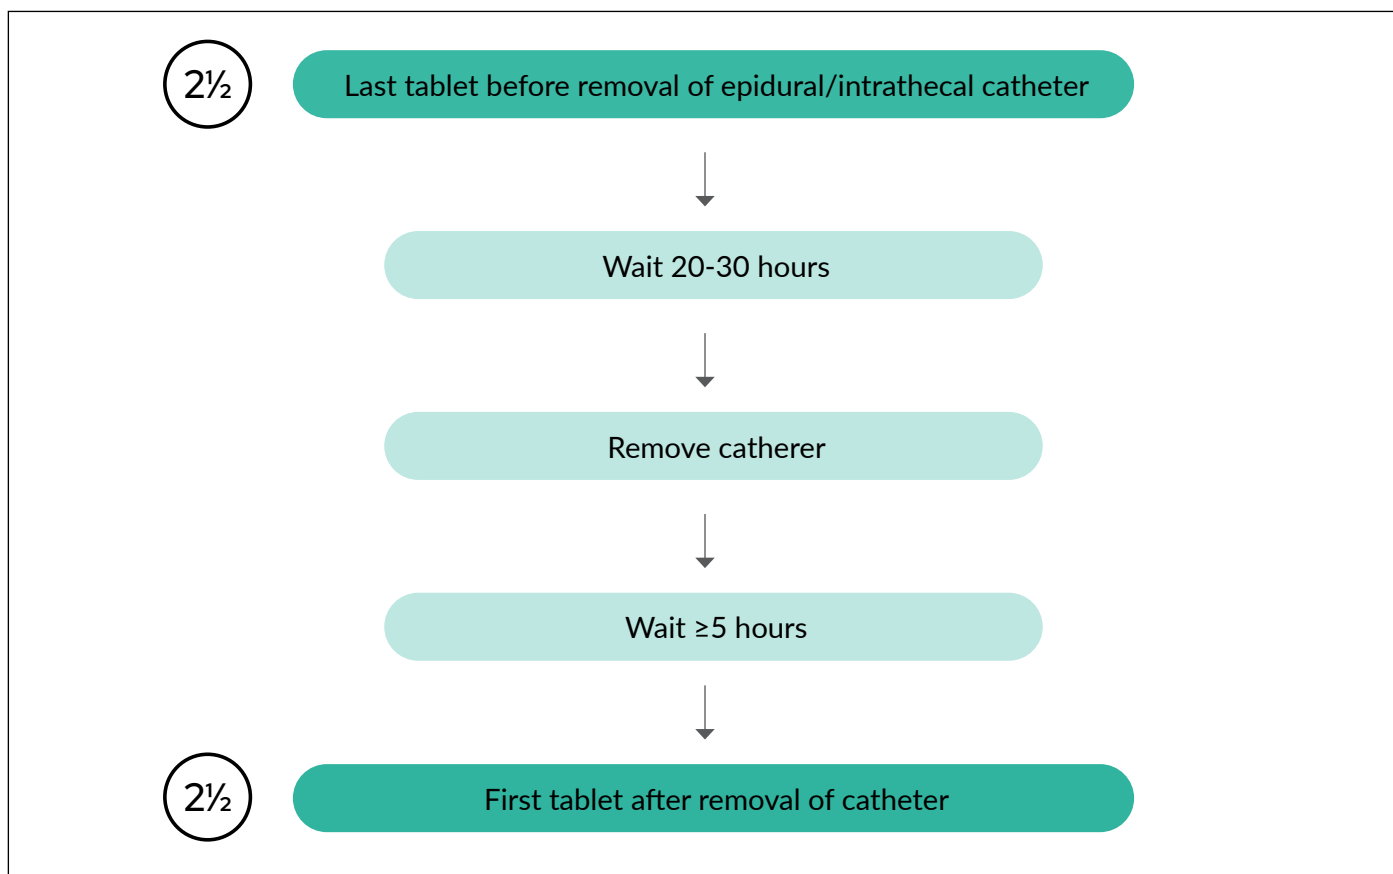 2½
Last tablet before removal of epidural/intrathecal catheter
Wait 20-30 hours
Remove catherer
Wait ≥5 hours
2½
First tablet after removal of catheter